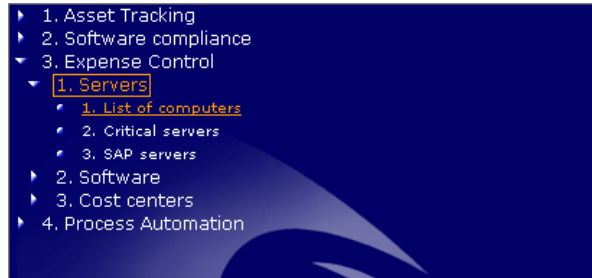 1. Asset Tracking
2. Software compliance
3. Expense Control
1. Servers
1. List of computers
2. Critical servers
3. SAP servers
2. Software
3. Cost centers
4. Process Automation